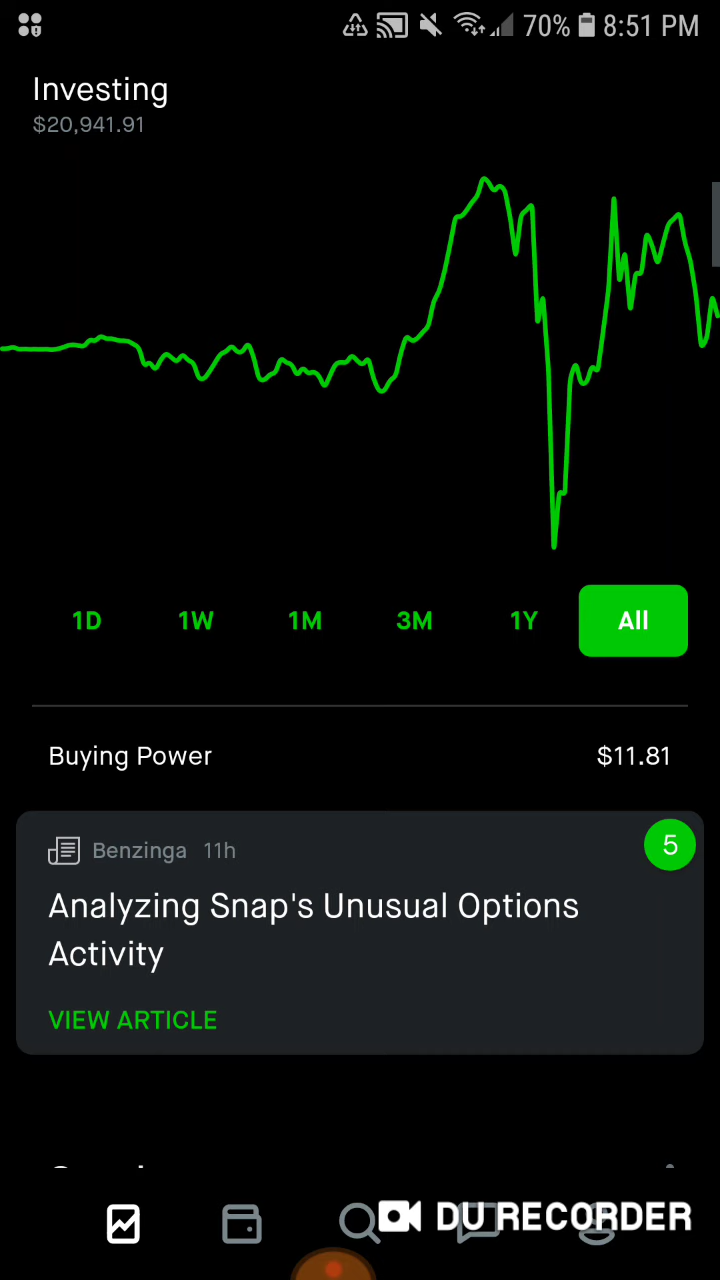 70% 8:51 PM
Investing
$20,941.91
1D 1W 1M 3M 1Y All
Buying Power $11.81
Benzinga 11h 5
Analyzing Snap's Unusual Options
Activity
VIEW ARTICLE
DU RECORDER